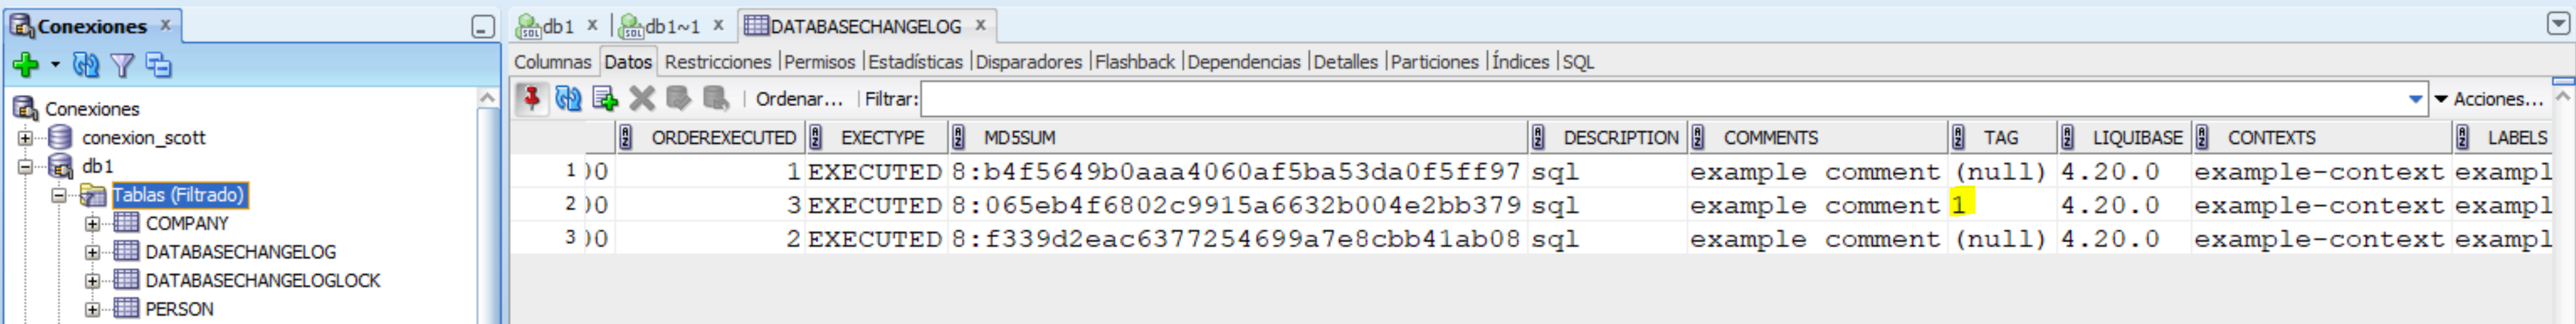 Conexiones
db1
db1~1
DATABASECHANGELOG
Columnas Datos Restricciones |Permisos |Estadísticas |Disparadores |Flashback |Dependencias |Detalles |Particiones |Índices |SQL
Ordenar... Filtrar:
Acciones...
Conexiones
conexion_scott
db1
Tablas (Filtrado)
COMPANY
DATABASECHANGELOG
DATABASECHANGELOGLOCK
PERSON
ORDEREXECUTED EXECTYPE MD5SUM DESCRIPTION COMMENTS TAG LIQUIBASE CONTEXTS LABELS
1 )0 1 EXECUTED 8:b4f5649b0aaa4060af5ba53da0f5ff97 sql example comment (null) 4.20.0 example-context exampl
2 )0 3 EXECUTED 8:065eb4f6802c9915a6632b004e2bb379 sql example comment 1 4.20.0 example-context exampl
3 )0 2 EXECUTED 8:f339d2eac6377254699a7e8cbb41ab08 sql example comment (null) 4.20.0 example-context exampl